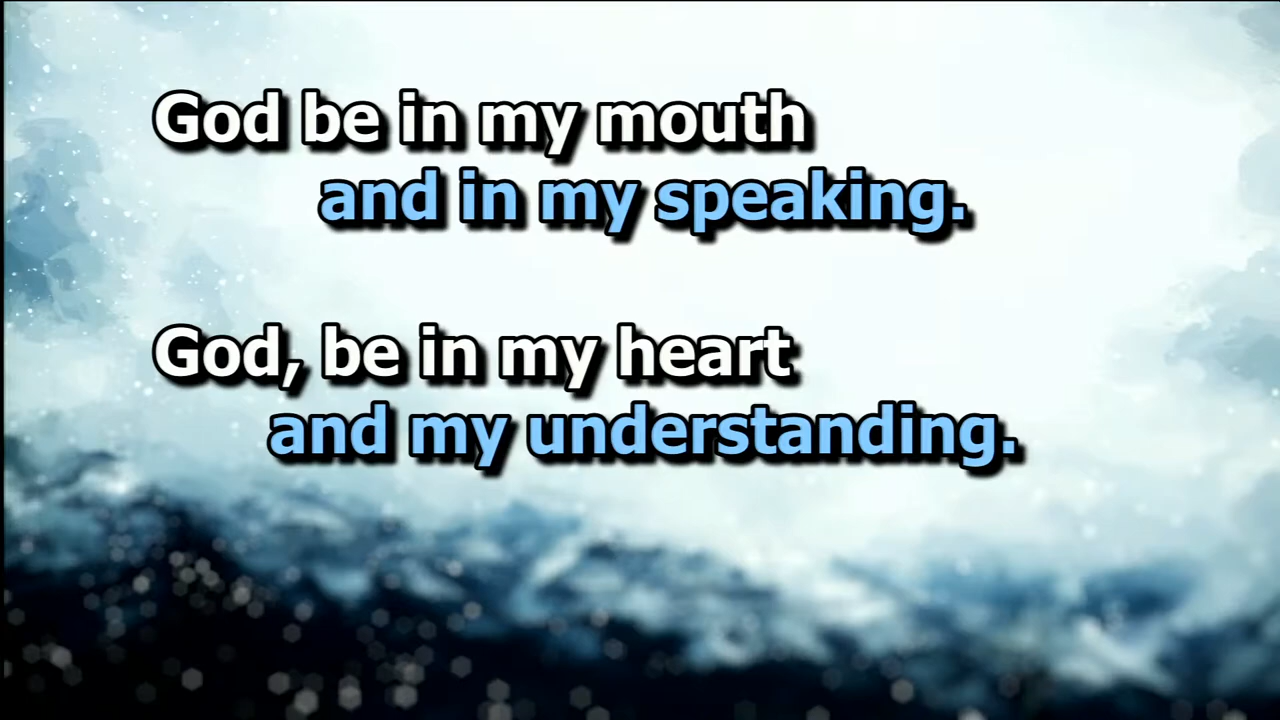 God be in my mouth
and in my speaking.
God, be in my heart
and my understanding.